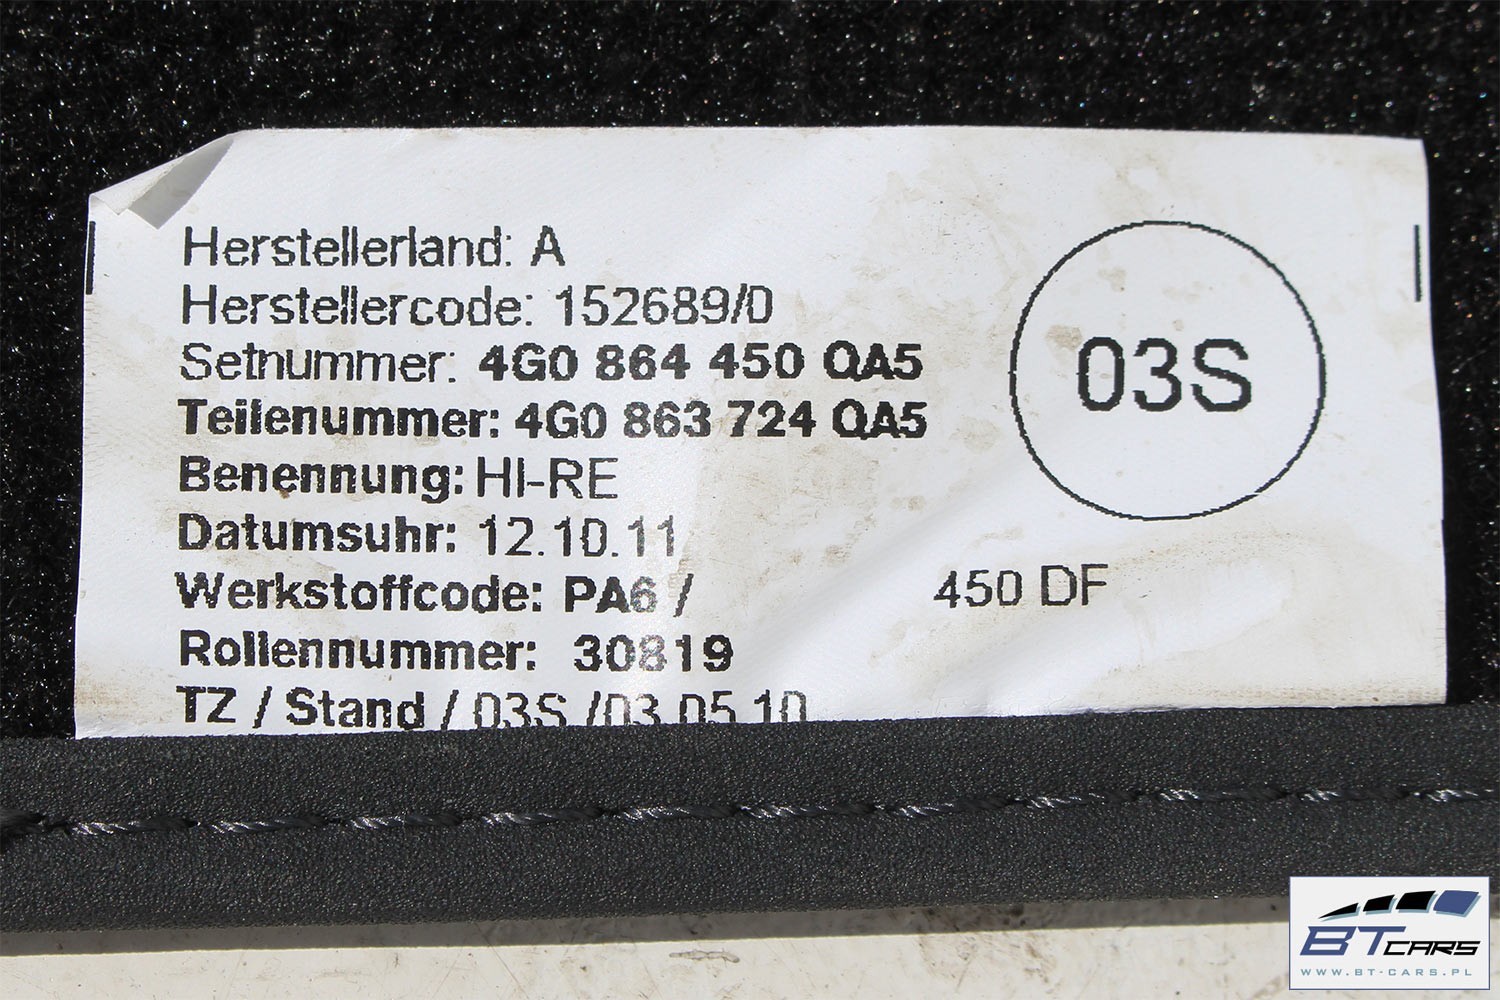 Herstellerland: A
Herstellercode: 152689/0
Setnummer: 4G0 864 450 QA5
Teilenummer: 4G0 863 724 QA5
Benennung: HI-RE
Datumsuhr: 12.10.11
Werkstoffcode: PA6 /
Rollennummer: 30819
TZ / Stand / 03S /03.05.10
03S
450 DF
BT CARS
WWW.BT-CARS.PL